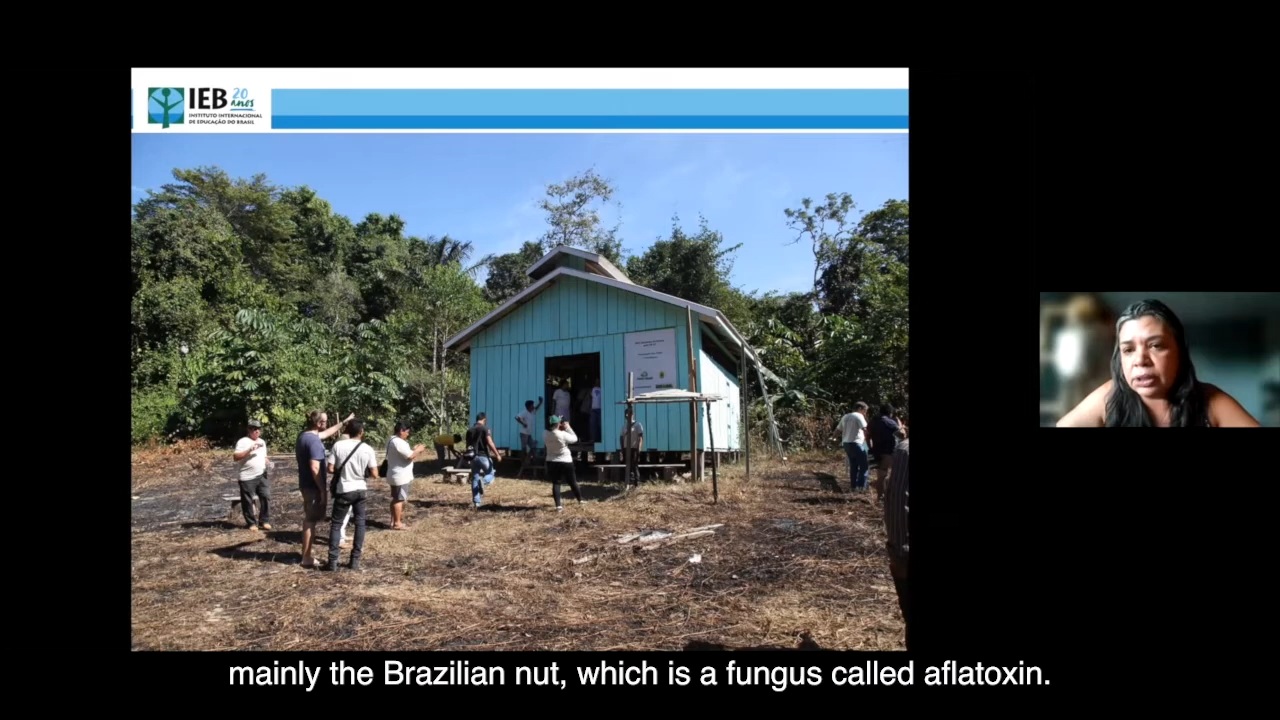 IEB 20
anos
INSTITUTO INTERNACIONAL
DE EDUCAÇÃO DO BRASIL
mainly the Brazilian nut, which is a fungus called aflatoxin.